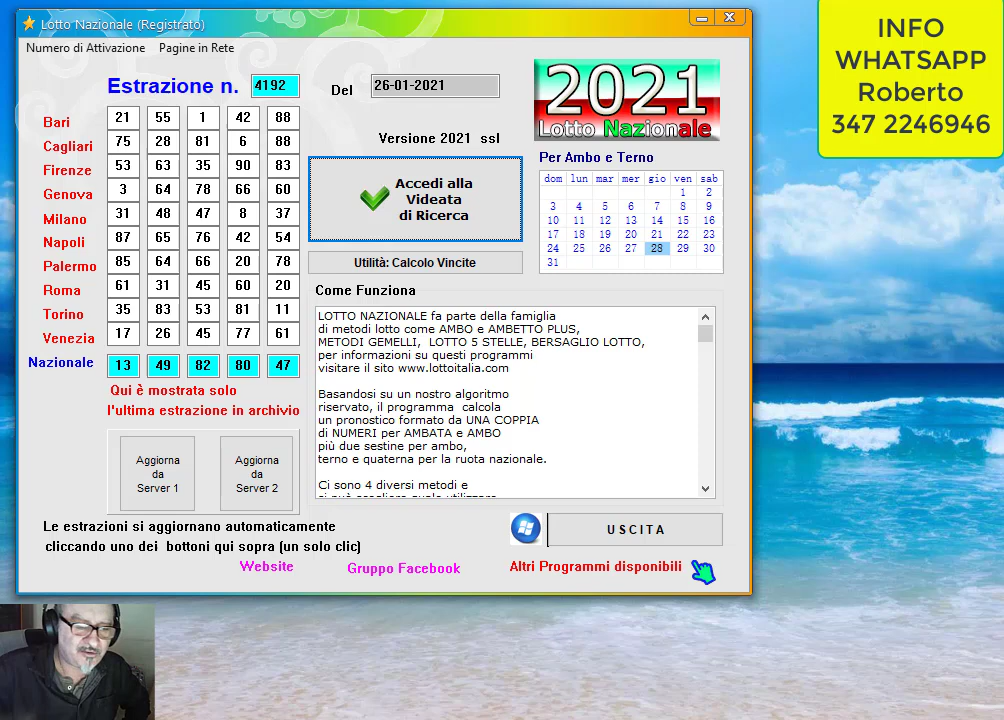 Lotto Nazionale (Registrato)
Numero di Attivazione Pagine in Rete
INFO
WHATSAPP
Roberto
347 2246946
Estrazione n. 4192 Del 26-01-2021
2021
Lotto Nazionale
Versione 2021 ssl
Bari 21 55 1 42 88
Cagliari 75 28 81 6 88
Firenze 53 63 35 90 83
Genova 3 64 78 66 60
Milano 31 48 47 8 37
Napoli 87 65 76 42 54
Palermo 85 64 66 20 78
Roma 61 31 45 60 20
Torino 35 83 53 81 11
Venezia 17 26 45 77 61
Nazionale 13 49 82 80 47
Qui è mostrata solo
l'ultima estrazione in archivio
Accedi alla
Videata
di Ricerca
Utilità: Calcolo Vincite
Per Ambo e Terno
dom lun mar mer gio ven sab
1 2
3 4 5 6 7 8 9
10 11 12 13 14 15 16
17 18 19 20 21 22 23
24 25 26 27 28 29 30
31
Come Funziona
LOTTO NAZIONALE fa parte della famiglia
di metodi lotto come AMBO e AMBETTO PLUS,
METODI GEMELLI, LOTTO 5 STELLE, BERSAGLIO LOTTO,
per informazioni su questi programmi
visitare il sito www.lottoitalia.com
Basandosi su un nostro algoritmo
riservato, il programma calcola
un pronostico formato da UNA COPPIA
di NUMERI per AMBATA e AMBO
più due sestine per ambo,
terno e quaterna per la ruota nazionale.
Ci sono 4 diversi metodi e
si può scegliere quale utilizzare
Aggiorna
da
Server 1
Aggiorna
da
Server 2
Le estrazioni si aggiornano automaticamente
cliccando uno dei bottoni qui sopra (un solo clic)
USCITA
Website
Gruppo Facebook
Altri Programmi disponibili